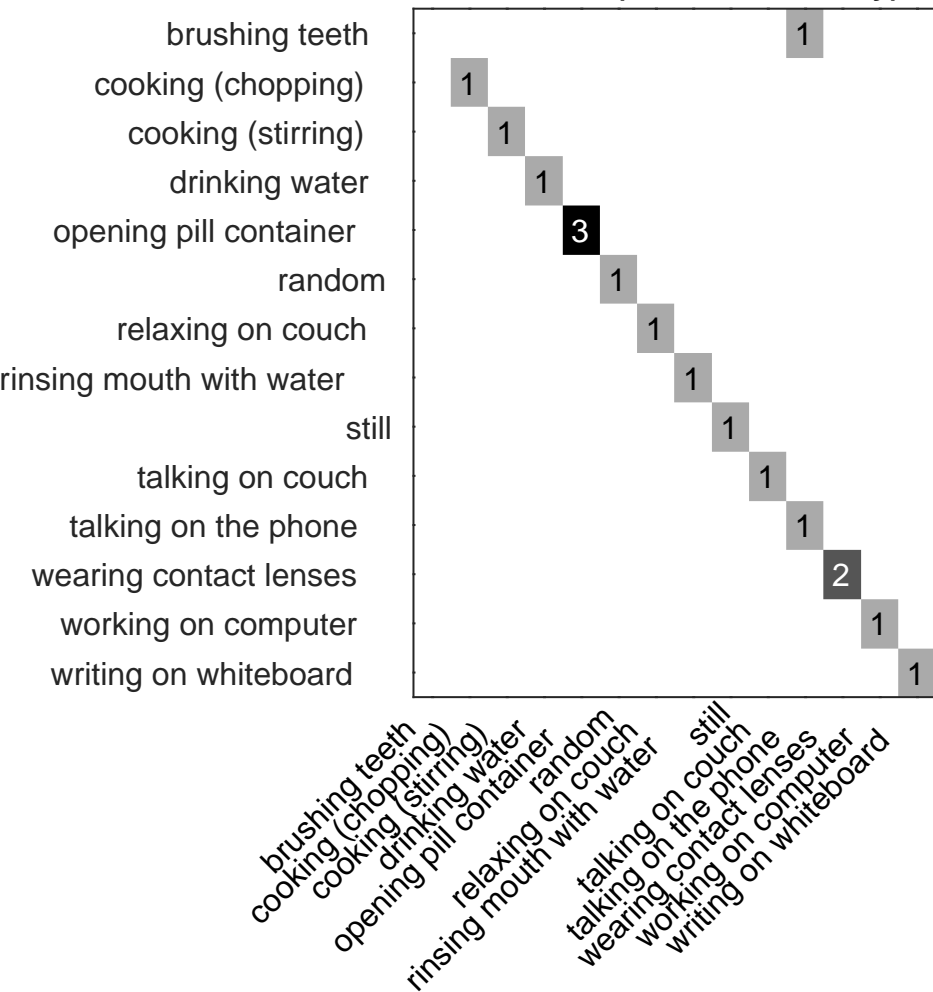 brushing teeth 1
cooking (chopping) 1
cooking (stirring) 1
drinking water 1
opening pill container 3
random 1
relaxing on couch 1
rinsing mouth with water 1
still 1
talking on couch 1
talking on the phone 1
wearing contact lenses 2
working on computer 1
writing on whiteboard 1
brushing teeth
cooking (chopping)
cooking (stirring)
drinking water
opening pill container
random
relaxing on couch
rinsing mouth with water
still
talking on couch
talking on the phone
wearing contact lenses
working on computer
writing on whiteboard